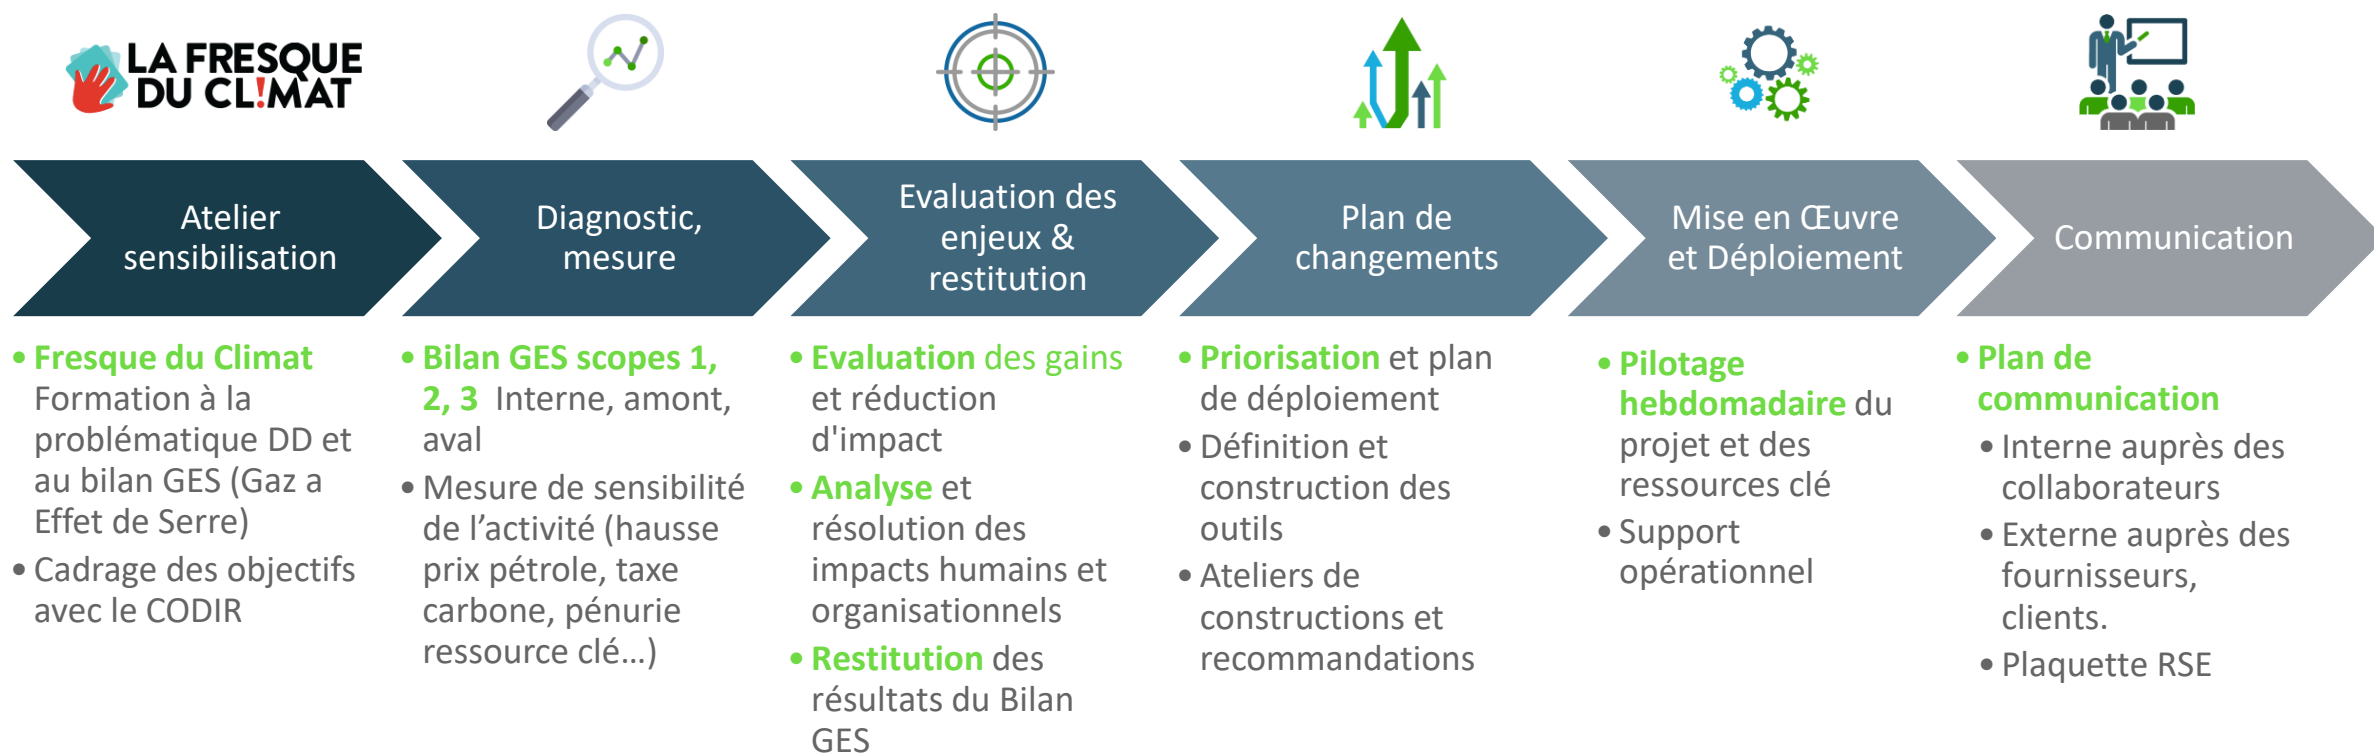 LA FRESQUE
DU CL!MAT
Atelier
sensibilisation
Diagnostic,
mesure
Evaluation des
enjeux &
restitution
Plan de
changements
Mise en Œuvre
et Déploiement
Communication
• Fresque du Climat
Formation à la
problématique DD et
au bilan GES (Gaz a
Effet de Serre)
• Cadrage des objectifs
avec le CODIR
• Bilan GES scopes 1,
2, 3 Interne, amont,
aval
• Mesure de sensibilité
de l’activité (hausse
prix pétrole, taxe
carbone, pénurie
ressource clé…)
• Evaluation des gains
et réduction
d'impact
• Analyse et
résolution des
impacts humains et
organisationnels
• Restitution des
résultats du Bilan
GES
• Priorisation et plan
de déploiement
• Définition et
construction des
outils
• Ateliers de
constructions et
recommandations
• Pilotage
hebdomadaire du
projet et des
ressources clé
• Support
opérationnel
• Plan de
communication
• Interne auprès des
collaborateurs
• Externe auprès des
fournisseurs,
clients.
• Plaquette RSE